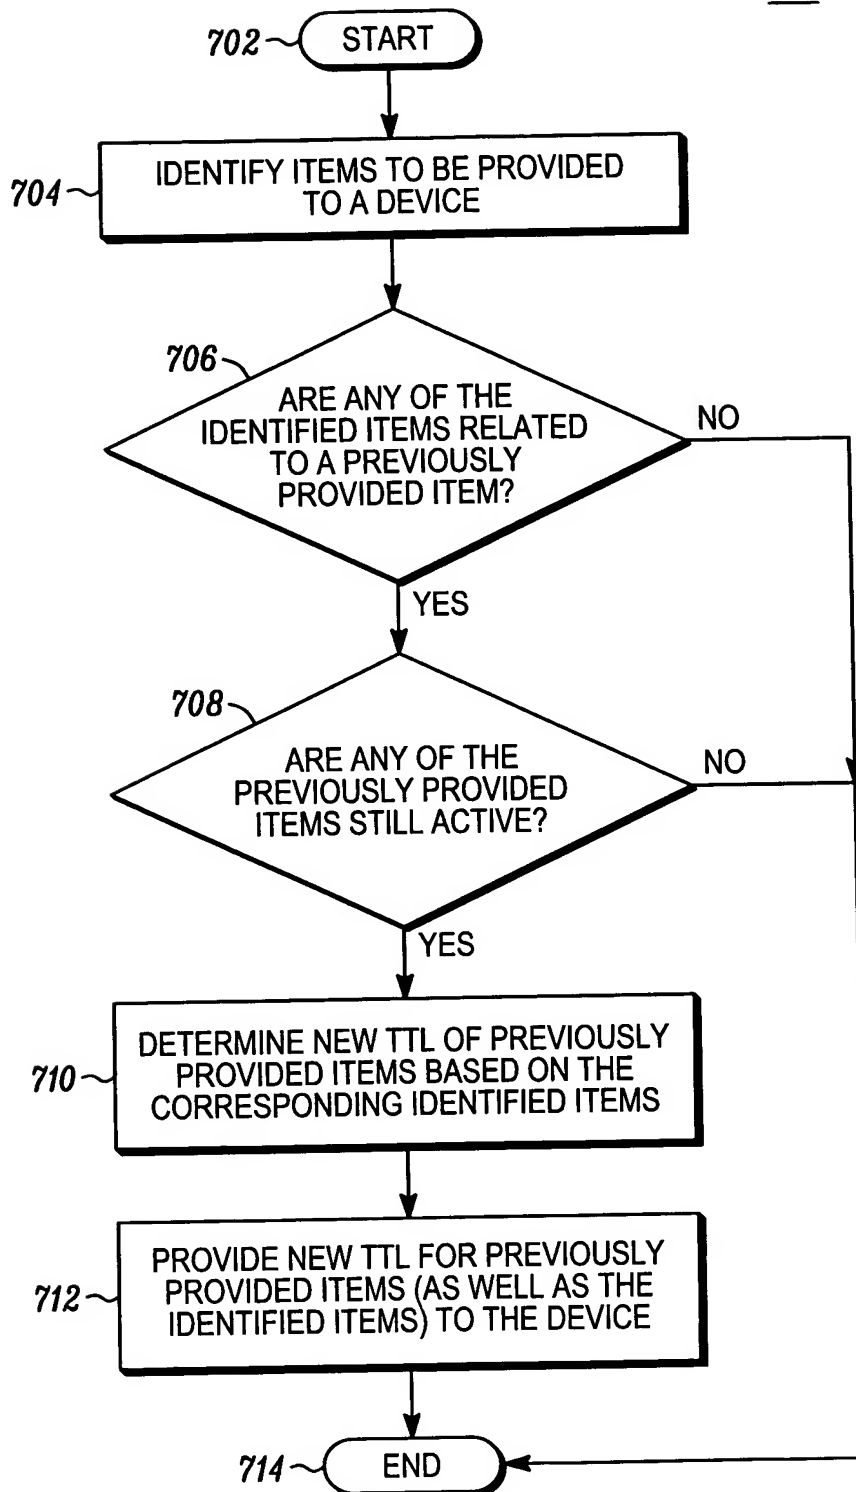 702
START
704
IDENTIFY ITEMS TO BE PROVIDED
TO A DEVICE
706
ARE ANY OF THE
IDENTIFIED ITEMS RELATED
TO A PREVIOUSLY
PROVIDED ITEM?
NO
YES
708
ARE ANY OF THE
PREVIOUSLY PROVIDED
ITEMS STILL ACTIVE?
NO
YES
710
DETERMINE NEW TTL OF PREVIOUSLY
PROVIDED ITEMS BASED ON THE
CORRESPONDING IDENTIFIED ITEMS
712
PROVIDE NEW TTL FOR PREVIOUSLY
PROVIDED ITEMS (AS WELL AS THE
IDENTIFIED ITEMS) TO THE DEVICE
714
END